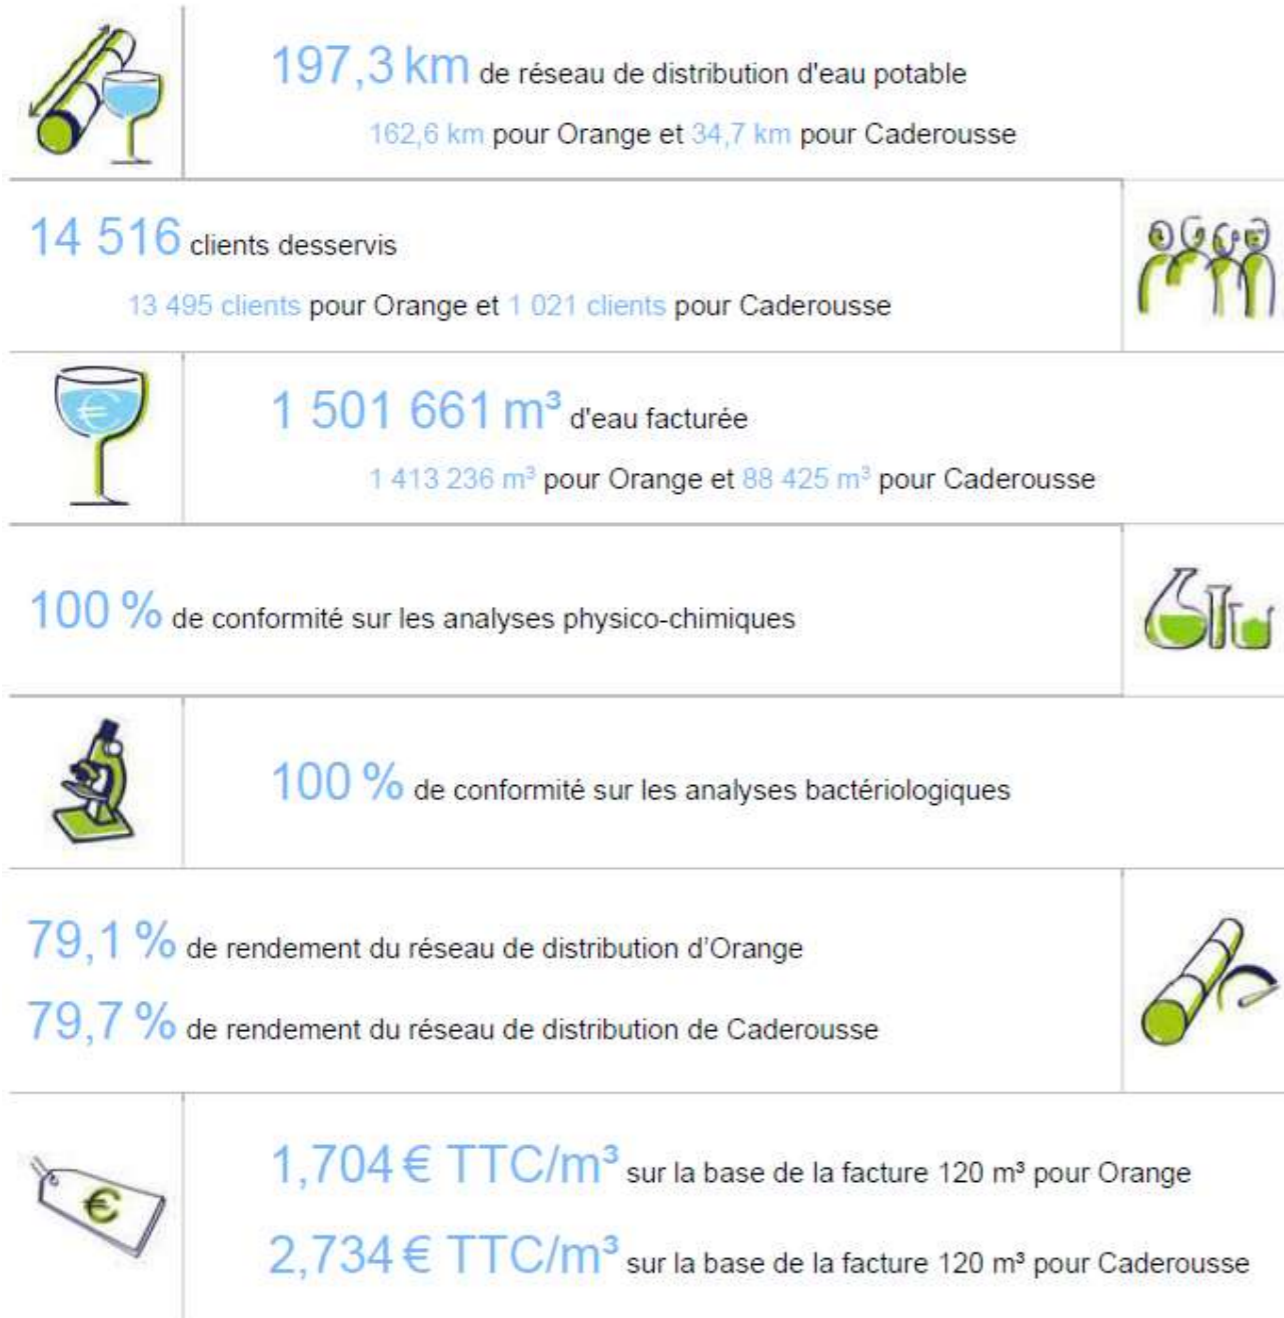 197,3 km de réseau de distribution d'eau potable
162,6 km pour Orange et 34,7 km pour Caderousse
14 516 clients desservis
13 495 clients pour Orange et 1 021 clients pour Caderousse
€
1 501 661 m³ d'eau facturée
1 413 236 m³ pour Orange et 88 425 m³ pour Caderousse
100 % de conformité sur les analyses physico-chimiques
100 % de conformité sur les analyses bactériologiques
79,1 % de rendement du réseau de distribution d’Orange
79,7 % de rendement du réseau de distribution de Caderousse
1,704 € TTC/m³ sur la base de la facture 120 m³ pour Orange
€
2,734 € TTC/m³ sur la base de la facture 120 m³ pour Caderousse